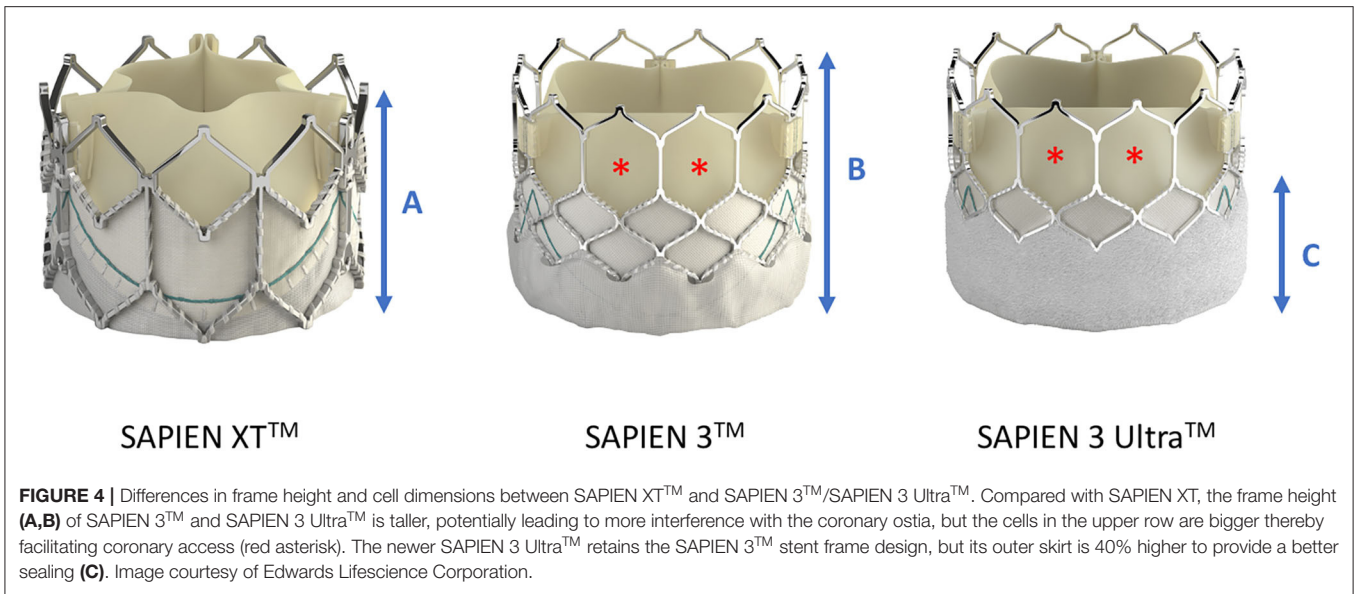 A
B
C
*
*
*
*
SAPIEN XT™
SAPIEN 3™
SAPIEN 3 Ultra™
FIGURE 4 | Differences in frame height and cell dimensions between SAPIEN XT™ and SAPIEN 3™/SAPIEN 3 Ultra™. Compared with SAPIEN XT, the frame height
(A,B) of SAPIEN 3™ and SAPIEN 3 Ultra™ is taller, potentially leading to more interference with the coronary ostia, but the cells in the upper row are bigger thereby
facilitating coronary access (red asterisk). The newer SAPIEN 3 Ultra™ retains the SAPIEN 3™ stent frame design, but its outer skirt is 40% higher to provide a better
sealing (C). Image courtesy of Edwards Lifescience Corporation.